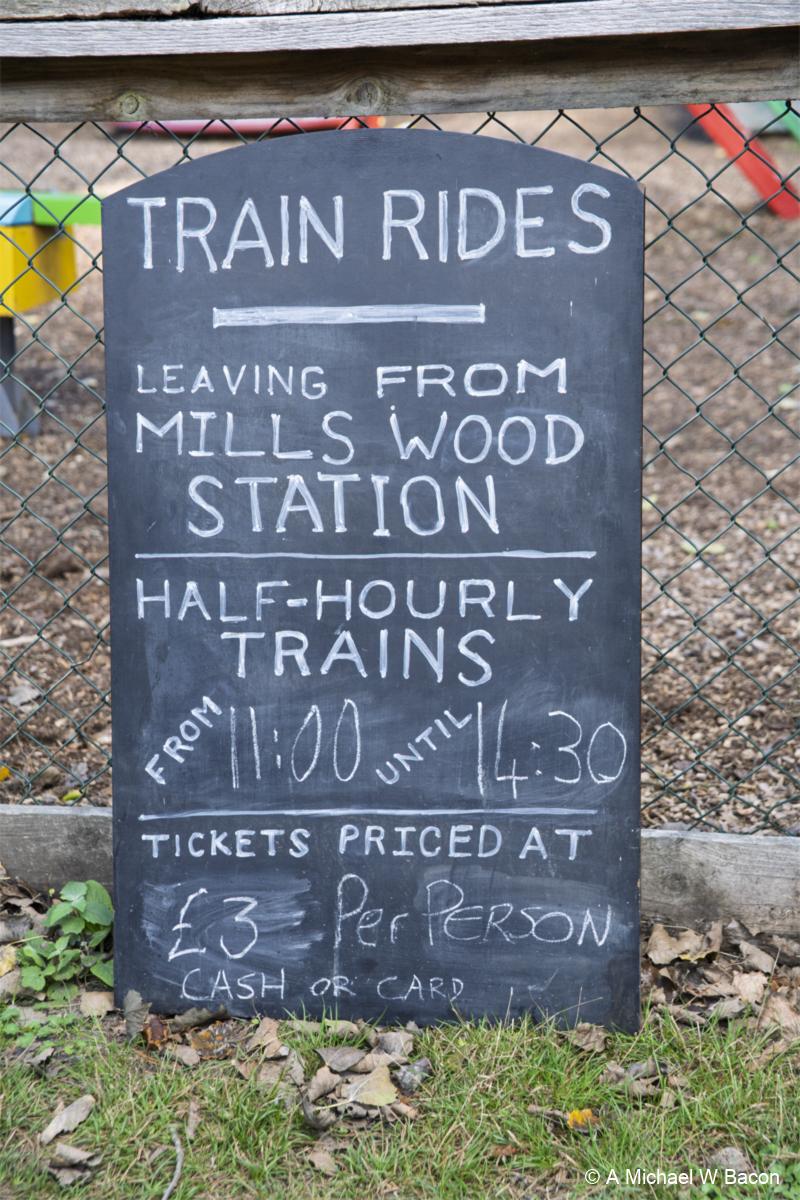 TRAIN RIDES
LEAVING FROM
MILLS WOOD
STATION
HALF-HOURLY
TRAINS
FROM 11:00 UNTIL 14:30
TICKETS PRICED AT
£3 Per PERSON
CASH OR CARD
© A Michael W Bacon